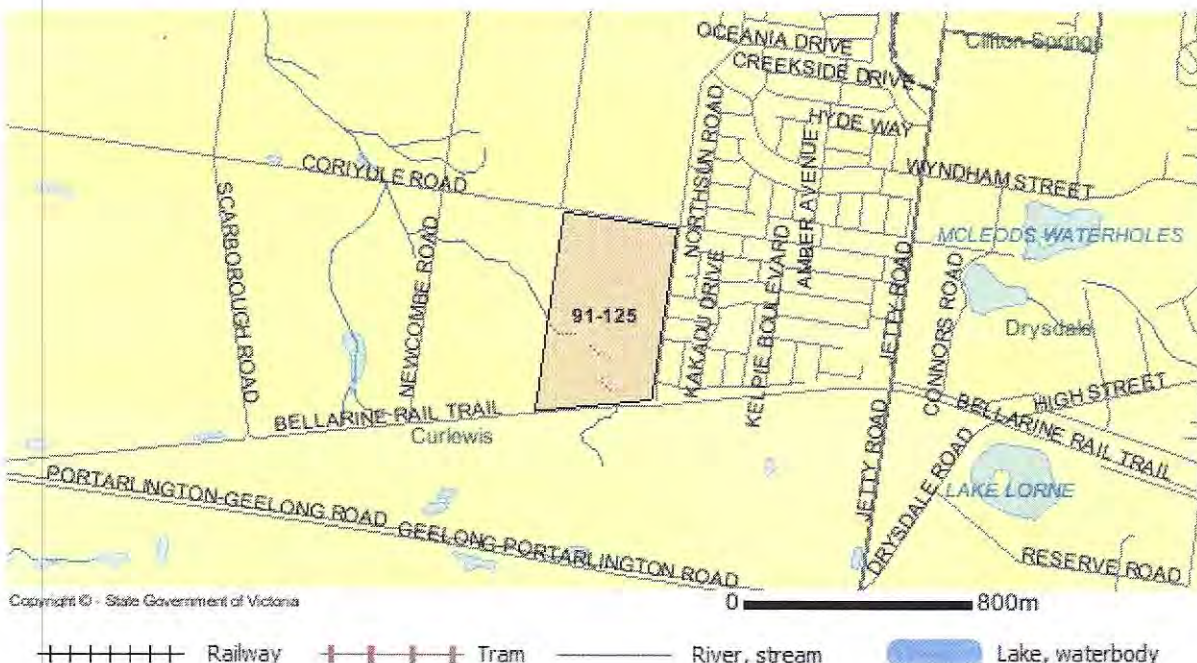 OCEANIA DRIVE
Clifton Springs
CREEKSIDE DRIVE
HYDE WAY
NORTHSUN ROAD
AMBER AVENUE
WYNDHAM STREET
CORIYULE ROAD
SCARBOROUGH ROAD
NEWCOMBE ROAD
MCLEODS WATERHOLES
91-125
KAKADU DRIVE
KELPIE BOULEVARD
JETTY ROAD
CONNORS ROAD
Drysdale
HIGH STREET
BELLARINE RAIL TRAIL
Curlewis
BELLARINE RAIL TRAIL
JETTY ROAD
DRYSDALE ROAD
LAKE LORNE
PORTARLINGTON-GEELONG ROAD
GEELONG-PORTARLINGTON ROAD
RESERVE ROAD
Copyright © - State Government of Victoria
0 800m
Railway Tram River, stream Lake, waterbody